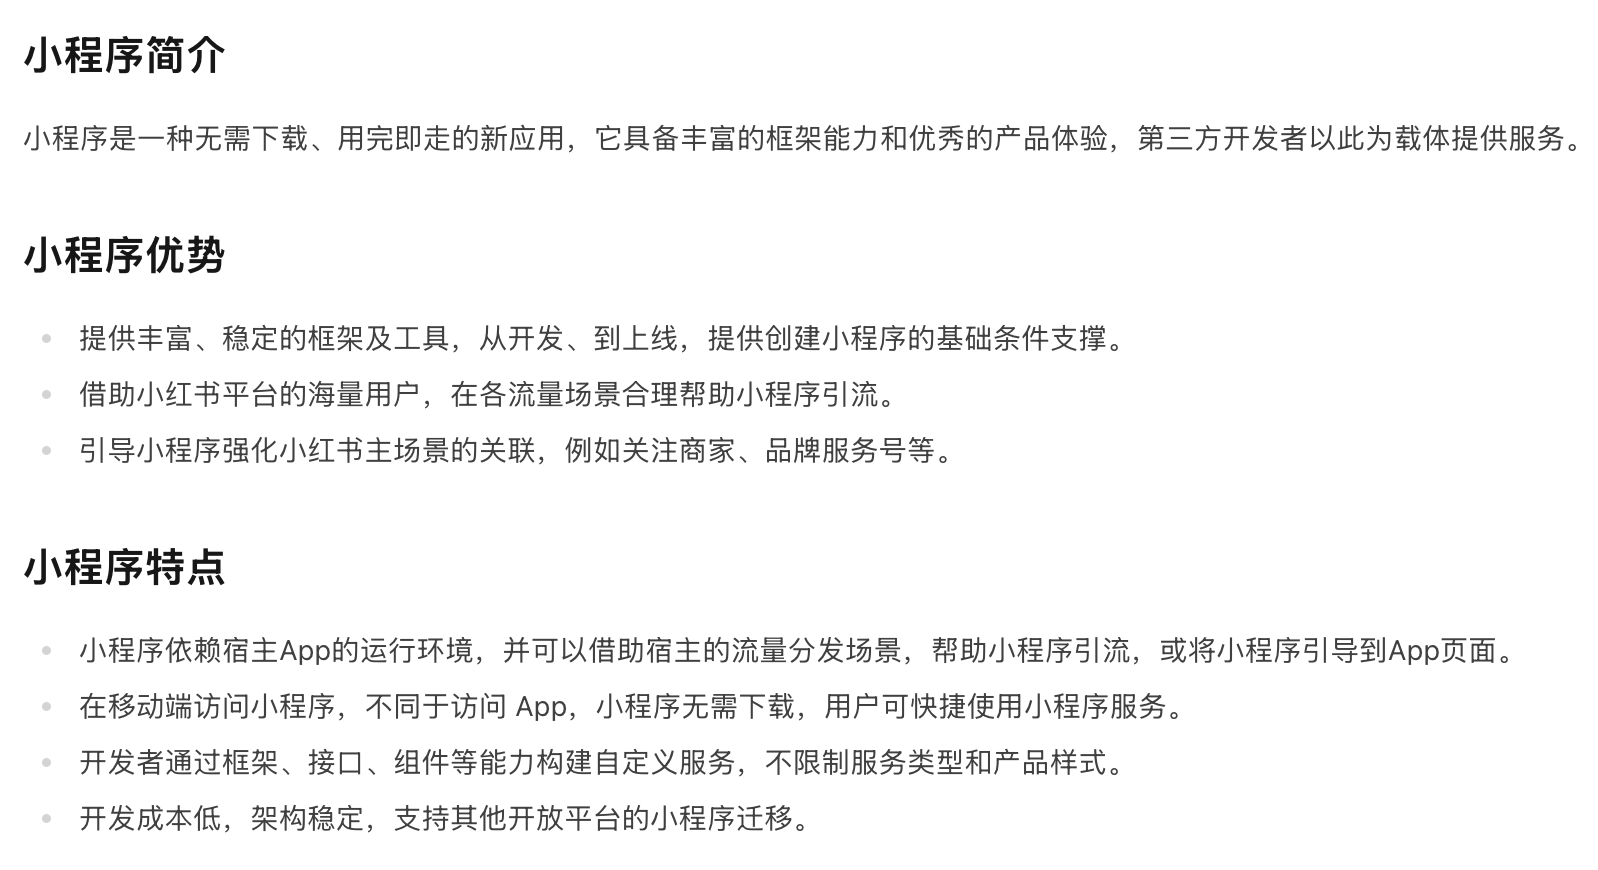 小程序简介
小程序是一种无需下载、用完即走的新应用，它具备丰富的框架能力和优秀的产品体验，第三方开发者以此为载体提供服务。
小程序优势
提供丰富、稳定的框架及工具，从开发、到上线，提供创建小程序的基础条件支撑。
借助小红书平台的海量用户，在各流量场景合理帮助小程序引流。
引导小程序强化小红书主场景的关联，例如关注商家、品牌服务号等。
小程序特点
小程序依赖宿主App的运行环境，并可以借助宿主的流量分发场景，帮助小程序引流，或将小程序引导到App页面。
在移动端访问小程序，不同于访问 App，小程序无需下载，用户可快捷使用小程序服务。
开发者通过框架、接口、组件等能力构建自定义服务，不限制服务类型和产品样式。
开发成本低，架构稳定，支持其他开放平台的小程序迁移。